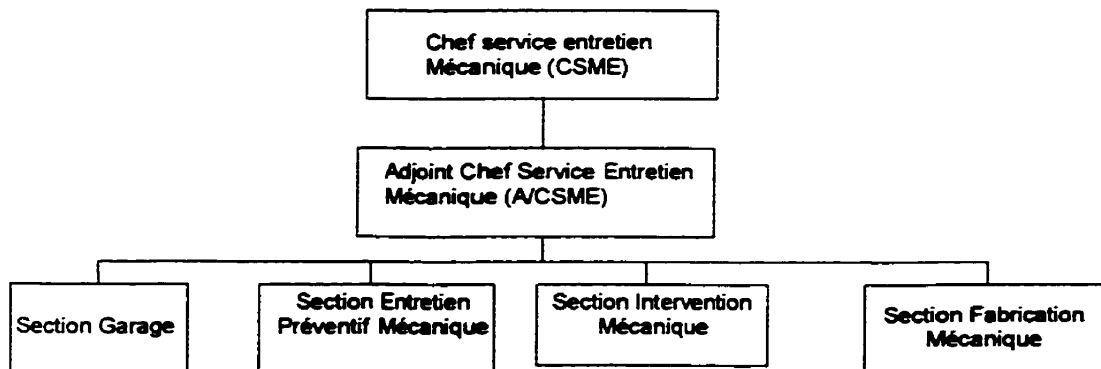 Chef service entretien
Mécanique (CSME)
Adjoint Chef Service Entretien
Mécanique (A/CSME)
Section Garage
Section Entretien
Préventif Mécanique
Section Intervention
Mécanique
Section Fabrication
Mécanique